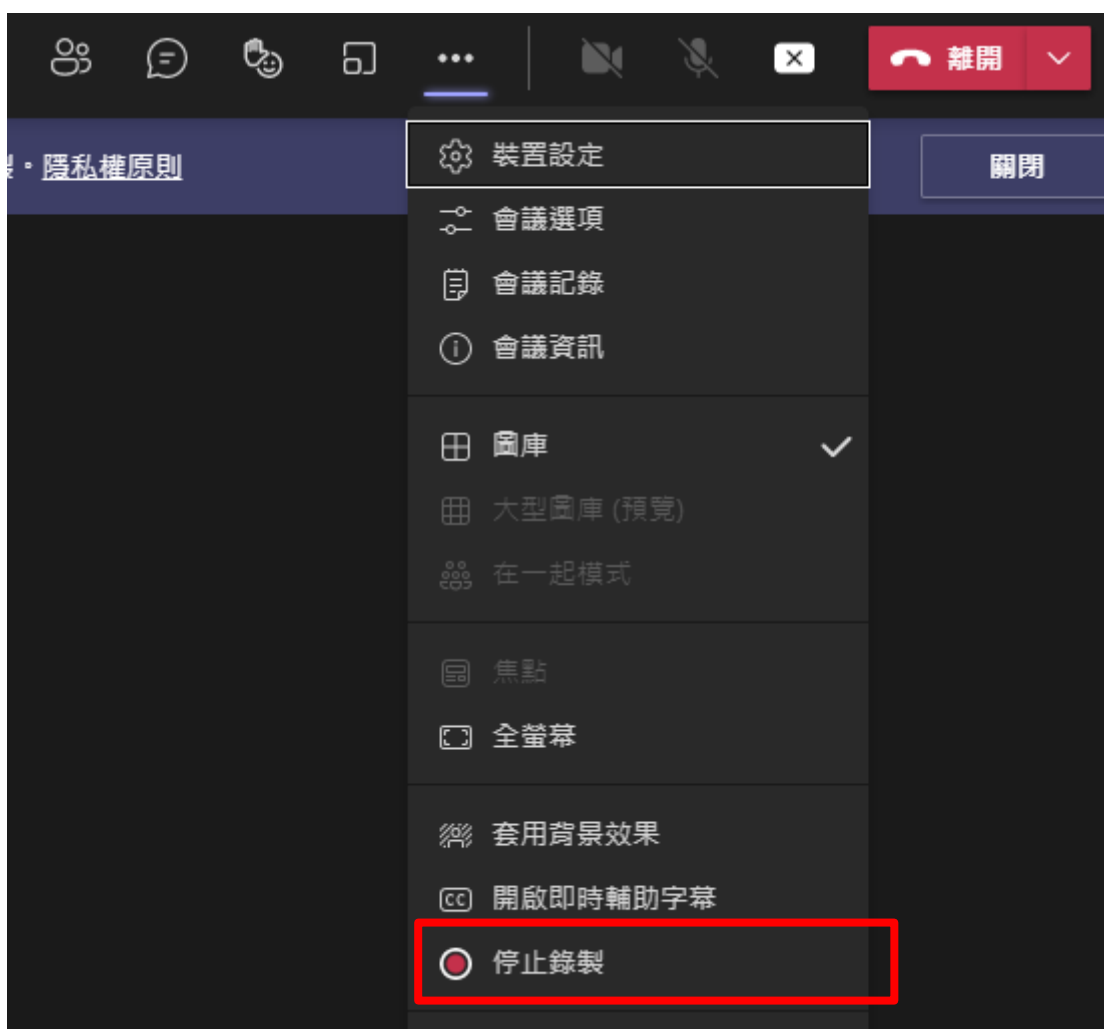 離開
。隱私權原則
關閉
裝置設定
會議選項
會議記錄
會議資訊
圖庫
大型圖庫 (預覽)
在一起模式
焦點
全螢幕
套用背景效果
CC 開啟即時輔助字幕
停止錄製